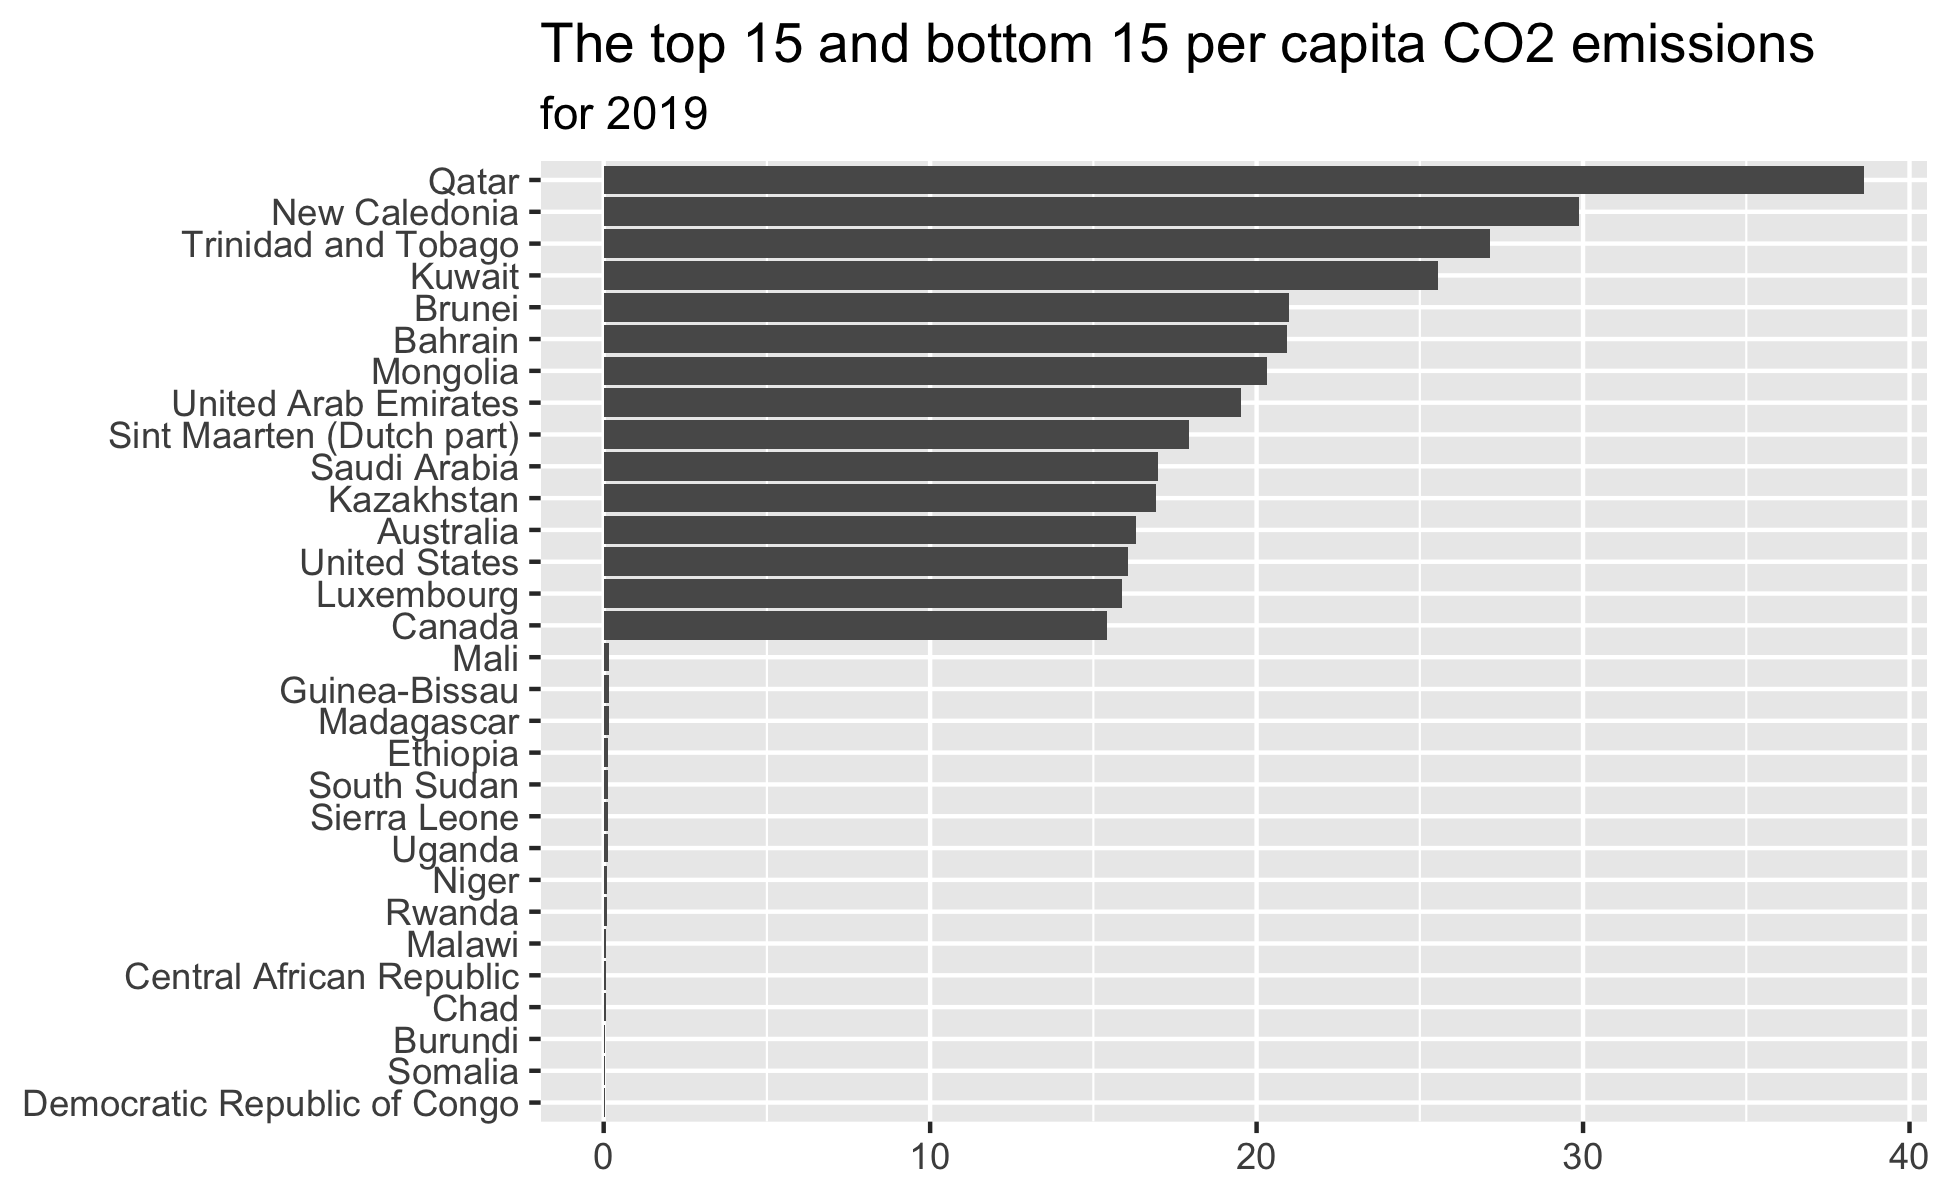 The top 15 and bottom 15 per capita CO2 emissions
for 2019
Qatar
New Caledonia
Trinidad and Tobago
Kuwait
Brunei
Bahrain
Mongolia
United Arab Emirates
Sint Maarten (Dutch part)
Saudi Arabia
Kazakhstan
Australia
United States
Luxembourg
Canada
Mali
Guinea-Bissau
Madagascar
Ethiopia
South Sudan
Sierra Leone
Uganda
Niger
Rwanda
Malawi
Central African Republic
Chad
Burundi
Somalia
Democratic Republic of Congo
0 10 20 30 40